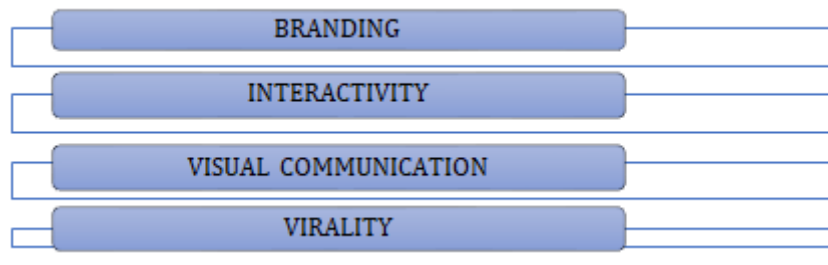 BRANDING
INTERACTIVITY
VISUAL COMMUNICATION
VIRALITY